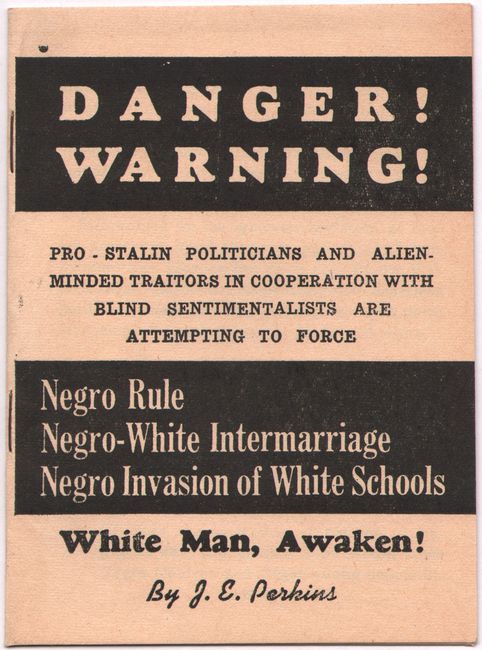 DANGER!
WARNING!
PRO - STALIN POLITICIANS AND ALIEN-
MINDED TRAITORS IN COOPERATION WITH
BLIND SENTIMENTALISTS ARE
ATTEMPTING TO FORCE
Negro Rule
Negro-White Intermarriage
Negro Invasion of White Schools
White Man, Awaken!
By J. E. Perkins